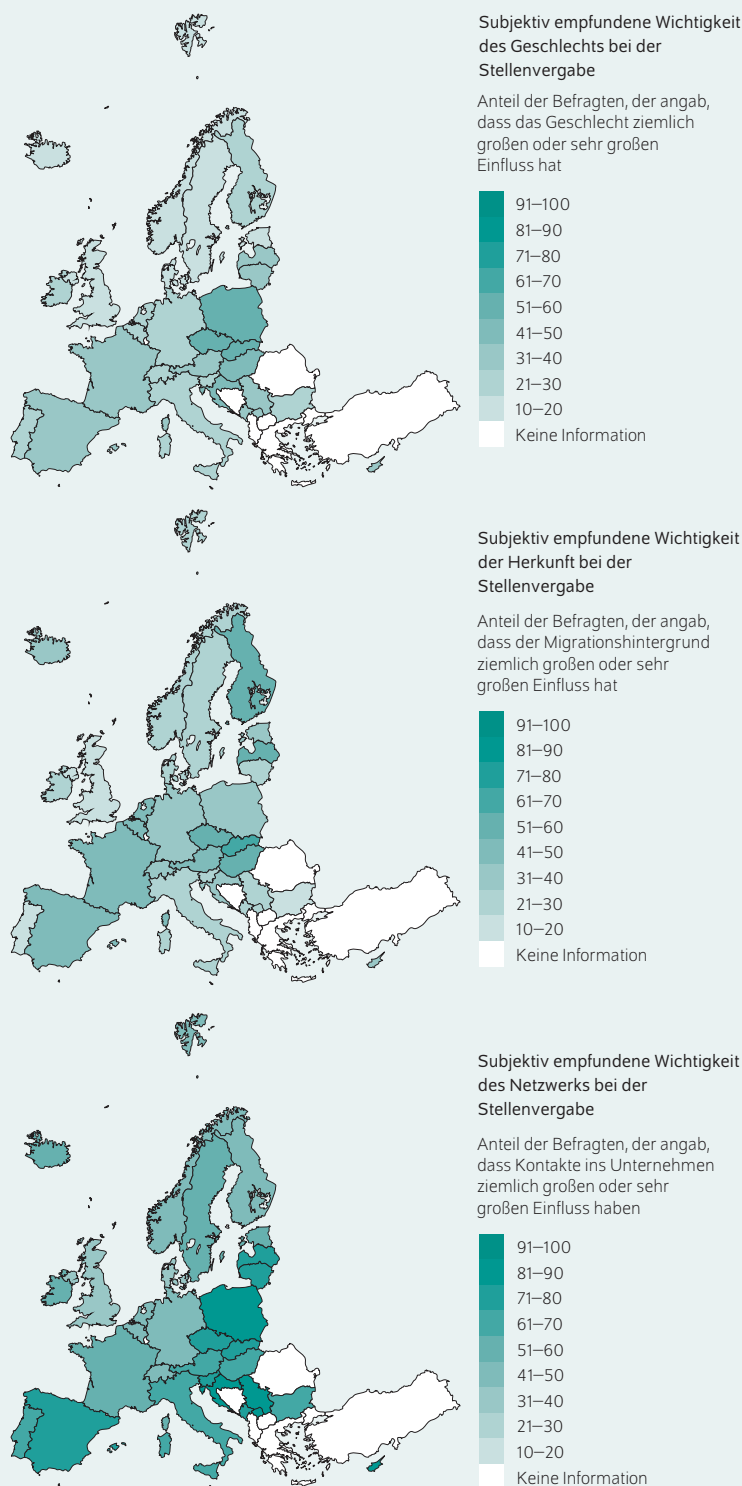 Subjektiv empfundene Wichtigkeit
des Geschlechts bei der
Stellenvergabe
Anteil der Befragten, der angab,
dass das Geschlecht ziemlich
großen oder sehr großen
Einfluss hat
91–100
81–90
71–80
61–70
51–60
41–50
31–40
21–30
10–20
Keine Information
Subjektiv empfundene Wichtigkeit
der Herkunft bei der
Stellenvergabe
Anteil der Befragten, der angab,
dass der Migrationshintergrund
ziemlich großen oder sehr
großen Einfluss hat
91–100
81–90
71–80
61–70
51–60
41–50
31–40
21–30
10–20
Keine Information
Subjektiv empfundene Wichtigkeit
des Netzwerks bei der
Stellenvergabe
Anteil der Befragten, der angab,
dass Kontakte ins Unternehmen
ziemlich großen oder sehr
großen Einfluss haben
91–100
81–90
71–80
61–70
51–60
41–50
31–40
21–30
10–20
Keine Information